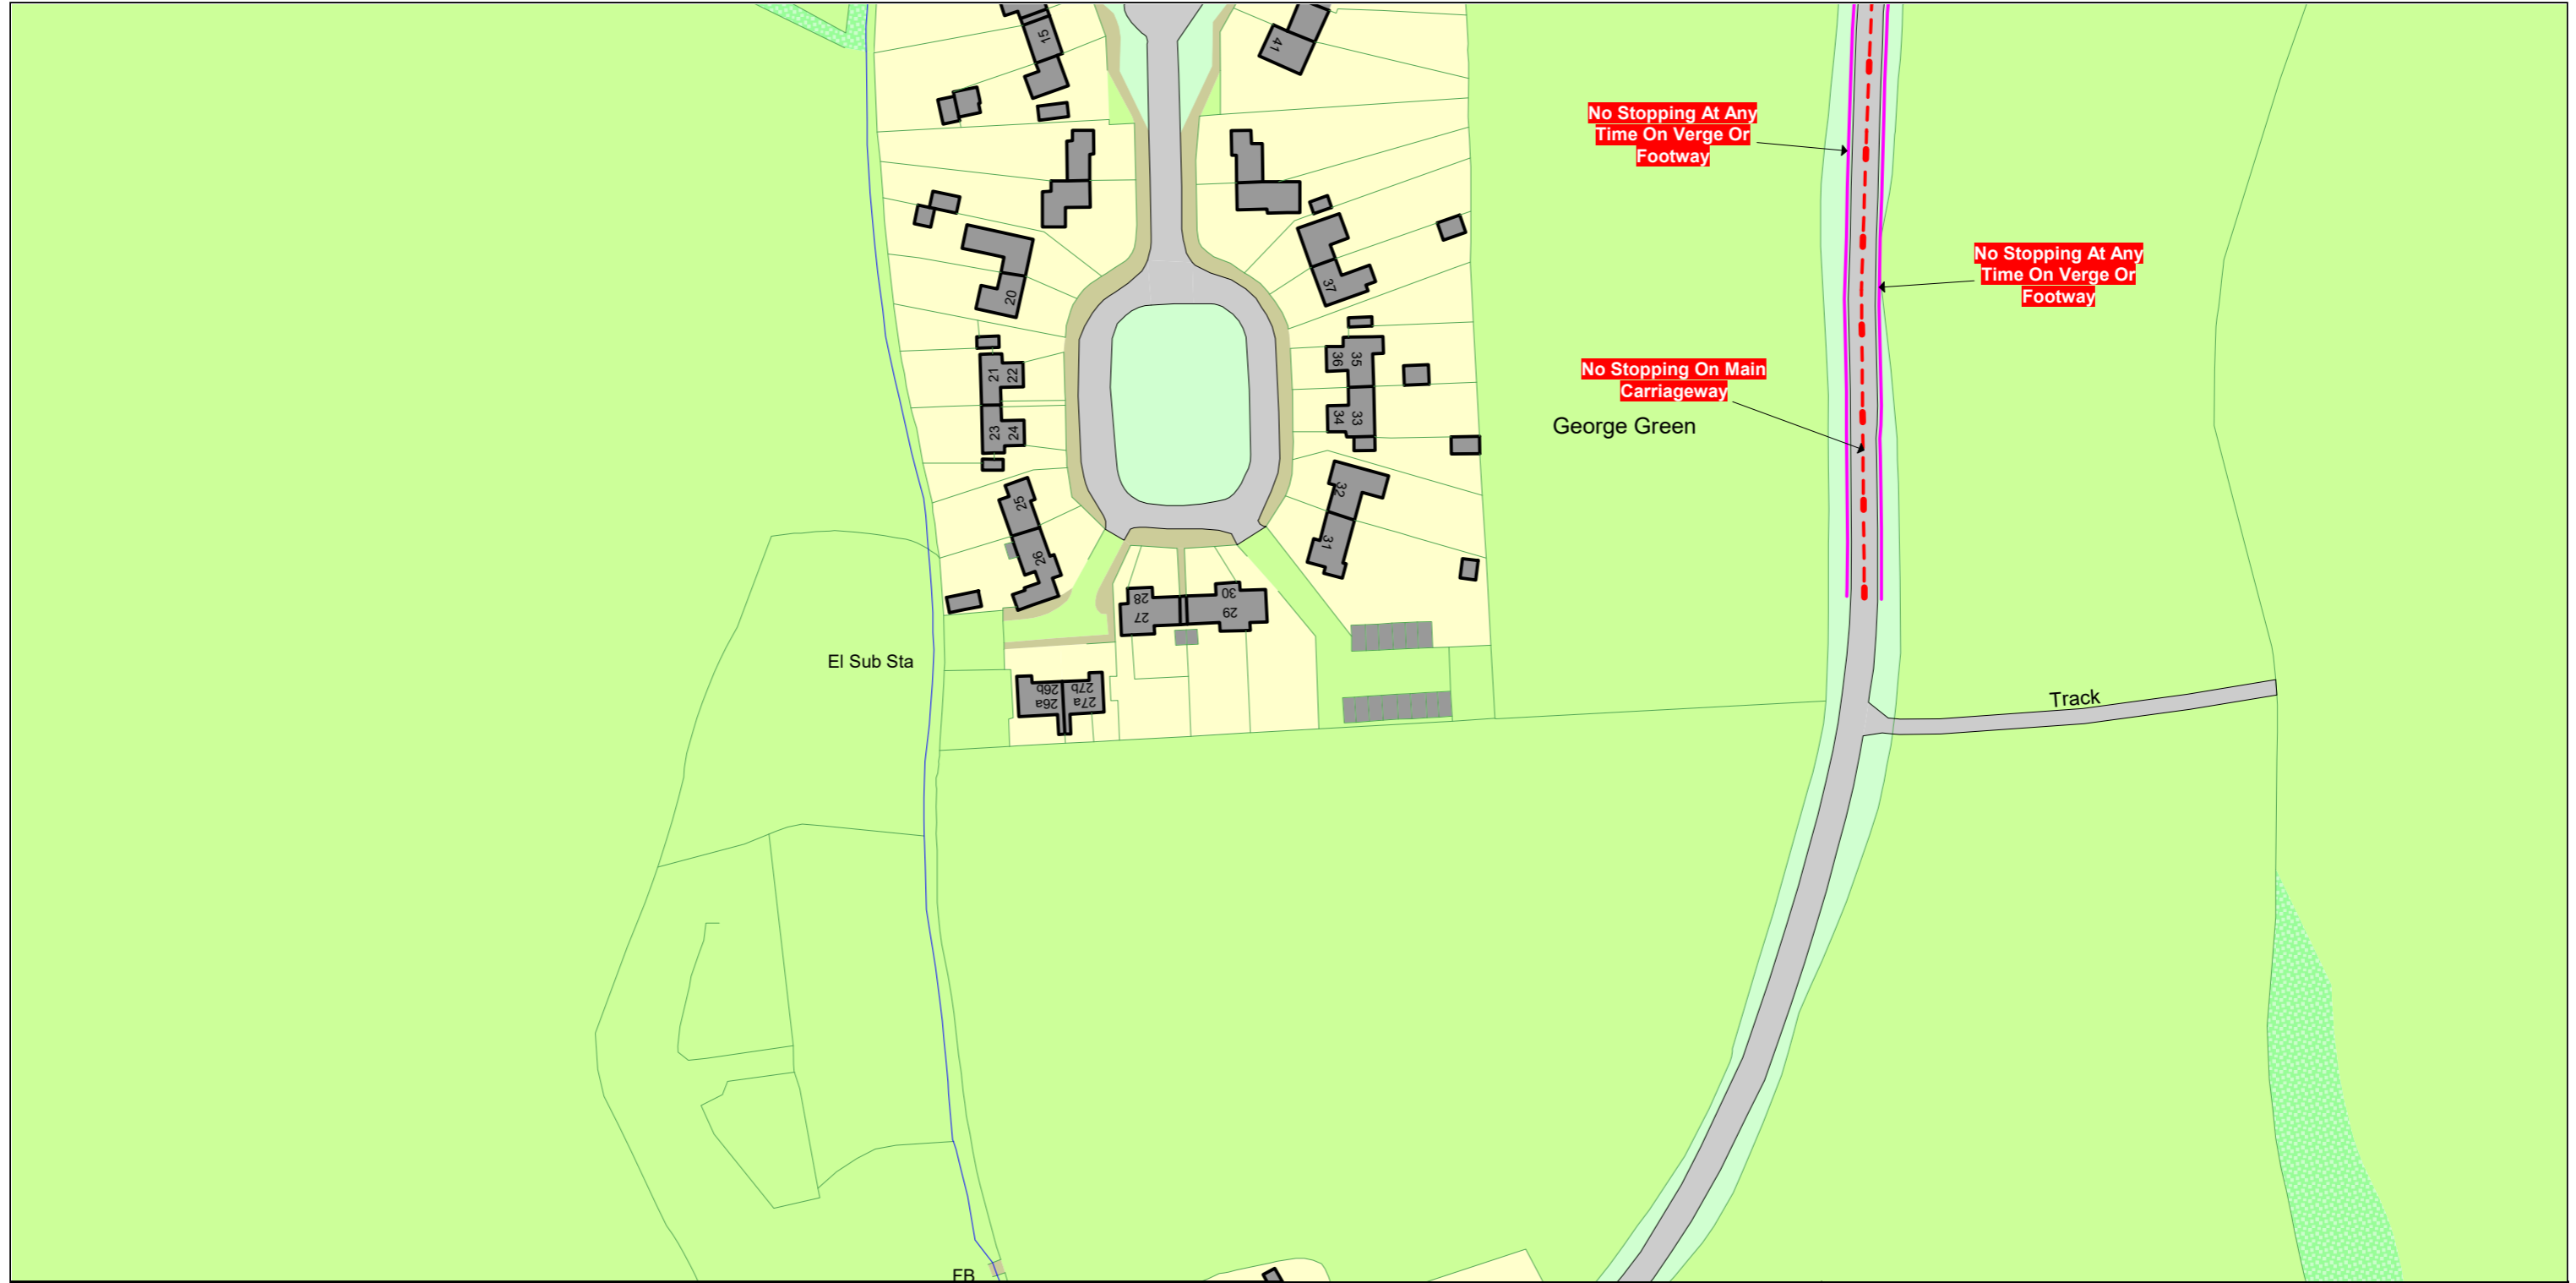 15
41
No Stopping At Any
Time On Verge Or
Footway
No Stopping At Any
Time On Verge Or
Footway
20
37
21
22
36
35
No Stopping On Main
Carriageway
23
24
34
33
George Green
25
32
26
31
28
27
30
29
El Sub Sta
26b
26a
27b
27a
Track
FB